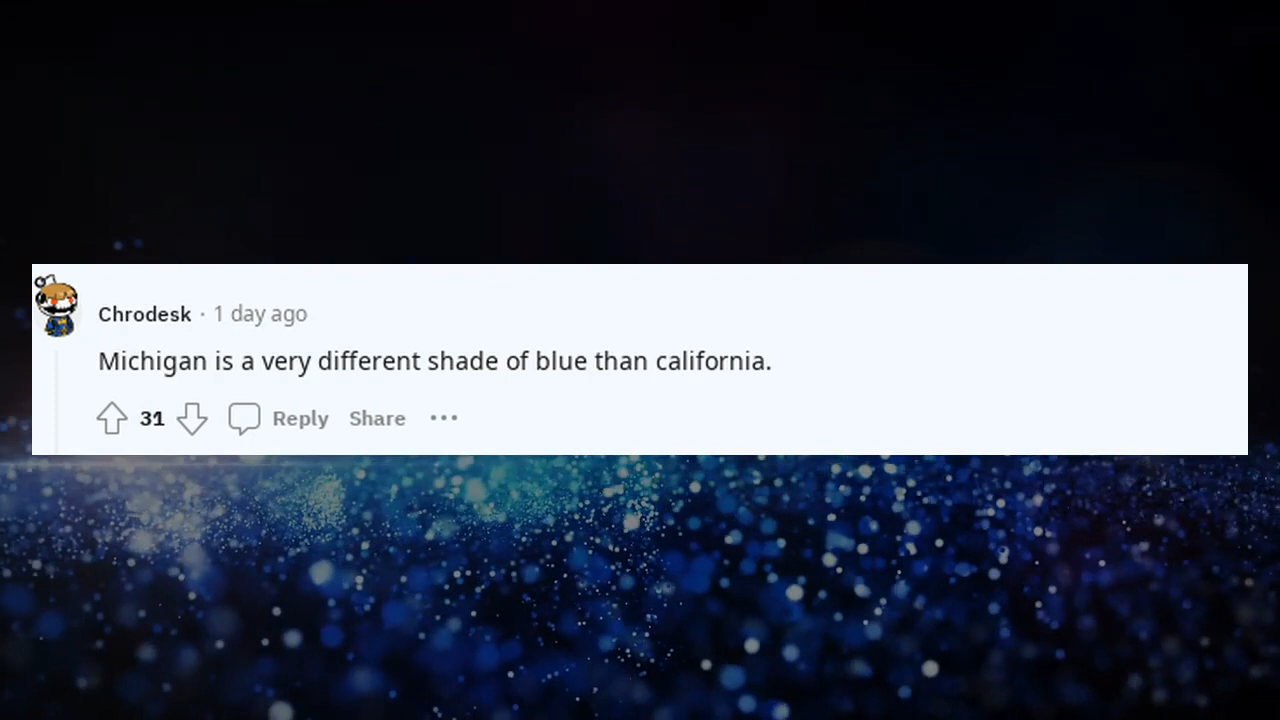 Chrodesk · 1 day ago
Michigan is a very different shade of blue than california.
31 Reply Share ···